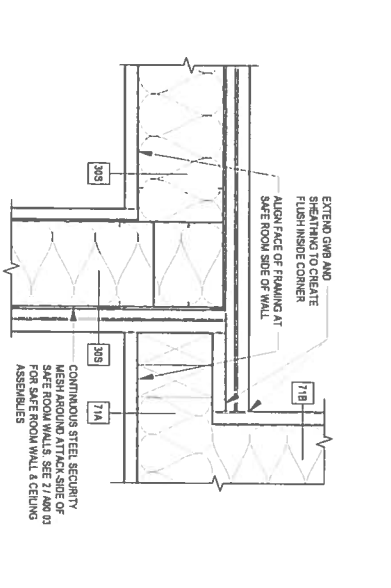 EXTEND GWB AND
SHEATHING TO CREATE
FLUSH INSIDE CORNER
ALIGN FACE OF FRAMING AT
SAFE ROOM SIDE OF WALL
71B
30S
30S
71A
CONTINUOUS STEEL SECURITY
MESH AROUND ATTACK-SIDE OF
SAFE ROOM WALLS. SEE 2 / A00 03
FOR SAFE ROOM WALL & CEILING
ASSEMBLIES